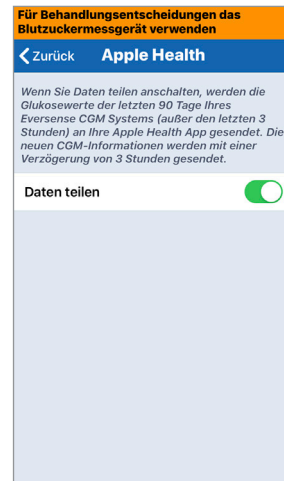 Für Behandlungsentscheidungen das
Blutzuckermessgerät verwenden
Zurück Apple Health
Wenn Sie Daten teilen anschalten, werden die
Glukosewerte der letzten 90 Tage Ihres
Eversense CGM Systems (außer den letzten 3
Stunden) an Ihre Apple Health App gesendet. Die
neuen CGM-Informationen werden mit einer
Verzögerung von 3 Stunden gesendet.
Daten teilen